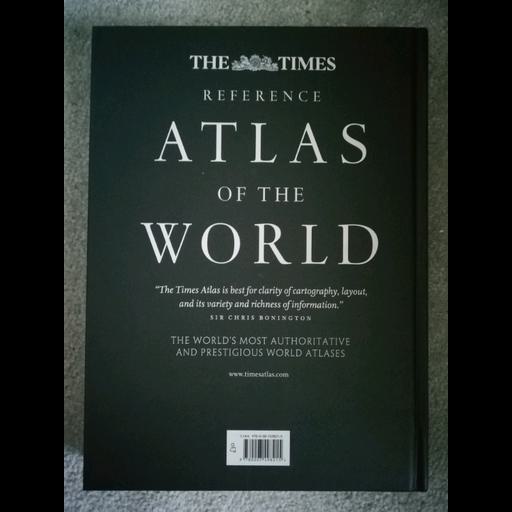 THE TIMES
REFERENCE
ATLAS
OF THE
WORLD
“The Times Atlas is best for clarity of cartography, layout,
and its variety and richness of information.”
SIR CHRIS BONINGTON
THE WORLD'S MOST AUTHORITATIVE
AND PRESTIGIOUS WORLD ATLASES
www.timesatlas.com
£30